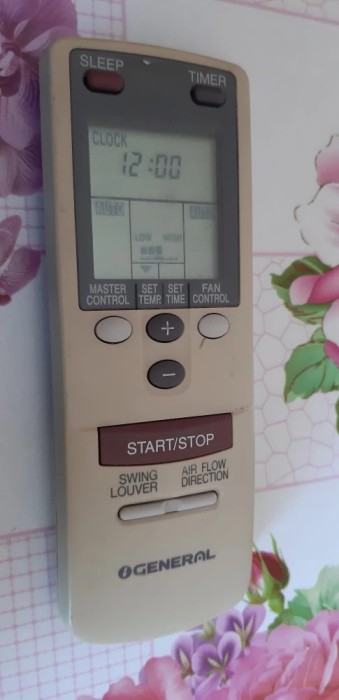 SLEEP
TIMER
CLOCK
12:00
LOW HIGH
MASTER CONTROL
SET TEMP.
SET TIME
FAN CONTROL
+
−
START/STOP
SWING LOUVER
AIR FLOW DIRECTION
GENERAL